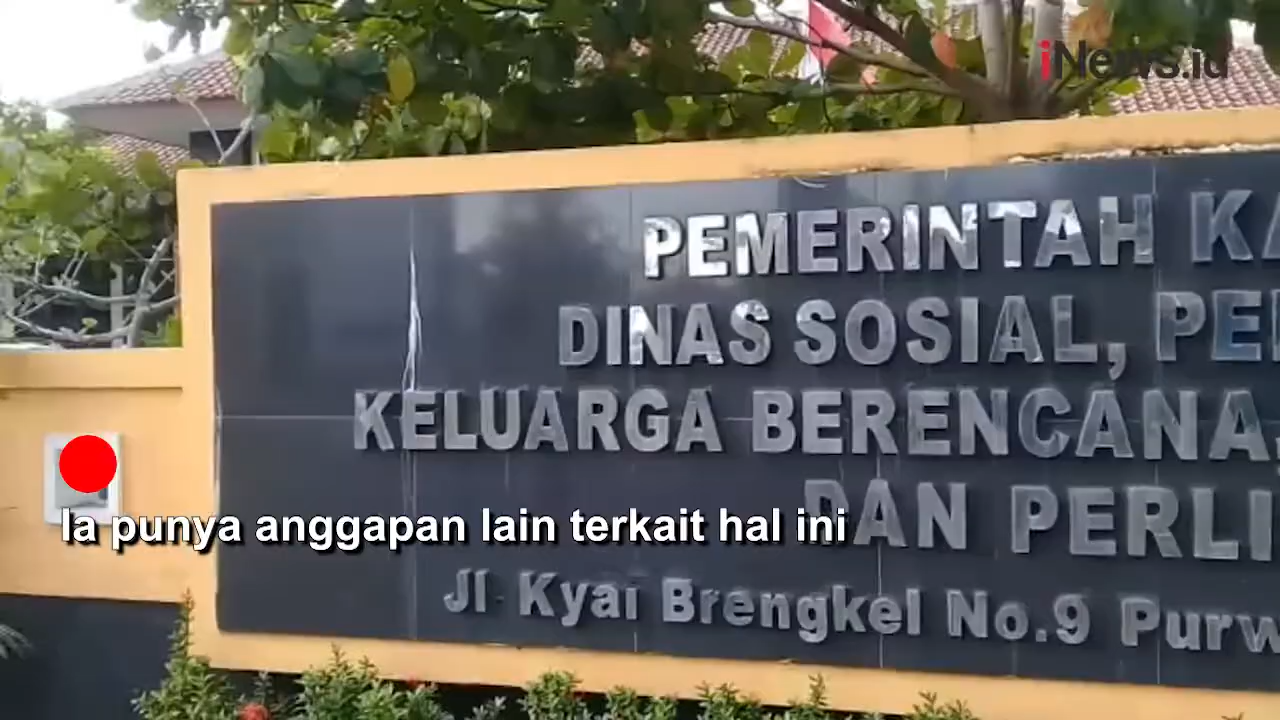 iNews.id
PEMERINTAH KA
DINAS SOSIAL, PE
KELUARGA BERENCANA,
DAN PERLI
Jl. Kyai Brengkel No.9 Purw
Ia punya anggapan lain terkait hal ini